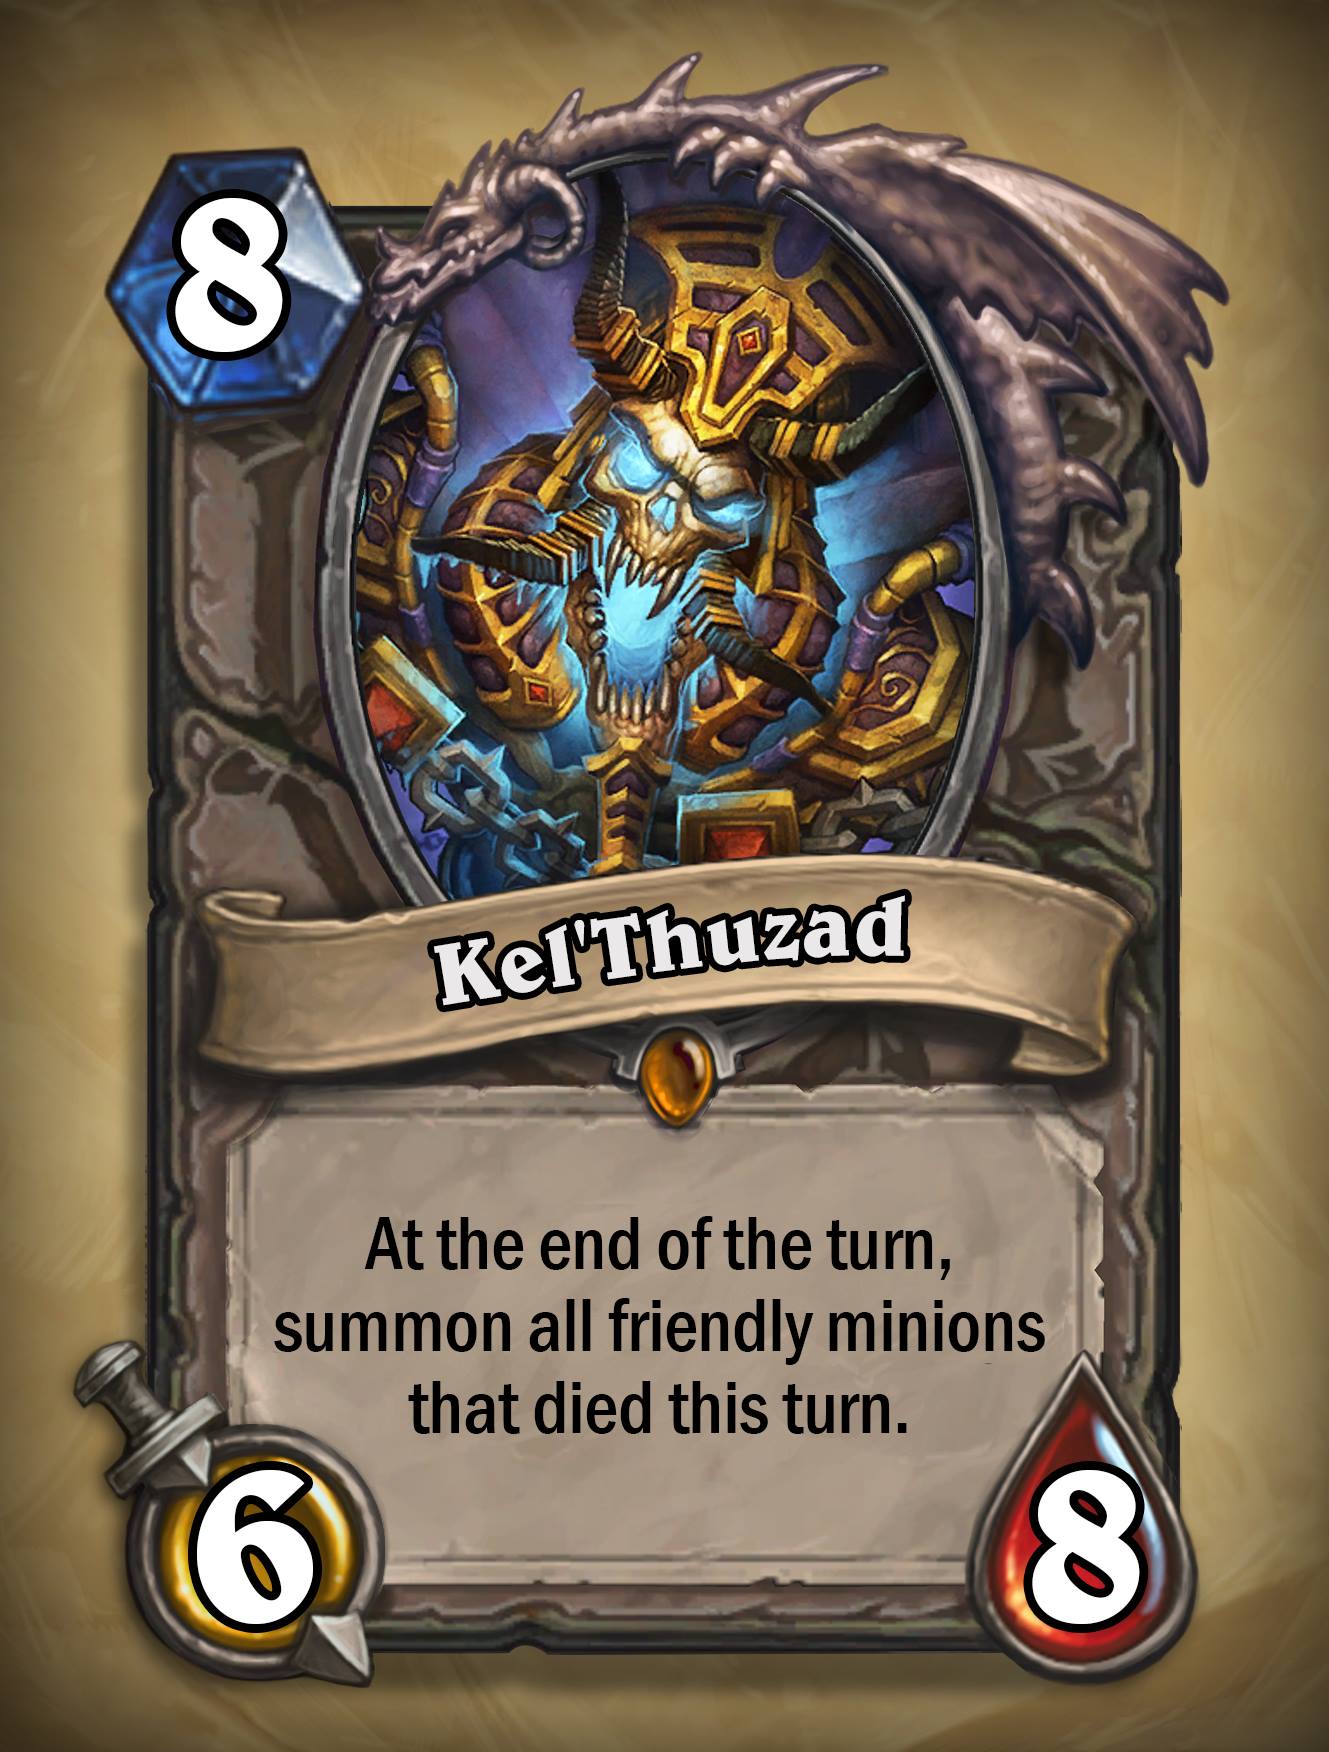 8
Kel'Thuzad
At the end of the turn,
summon all friendly minions
that died this turn.
6
8